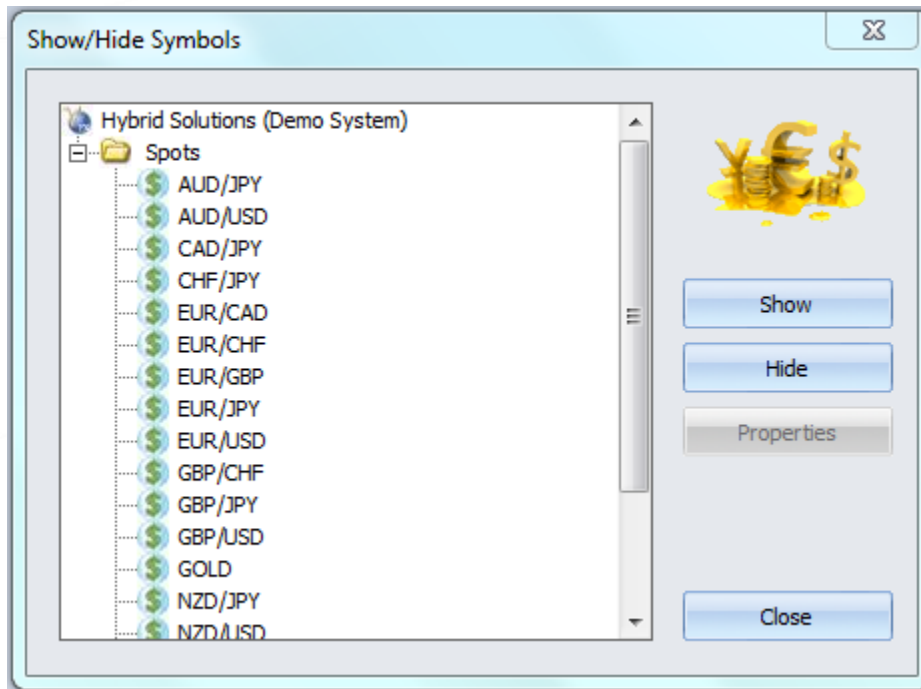 Show/Hide Symbols
Hybrid Solutions (Demo System)
Spots
AUD/JPY
AUD/USD
CAD/JPY
CHF/JPY
EUR/CAD
EUR/CHF
EUR/GBP
EUR/JPY
EUR/USD
GBP/CHF
GBP/JPY
GBP/USD
GOLD
NZD/JPY
NZD/USD
Show
Hide
Properties
Close